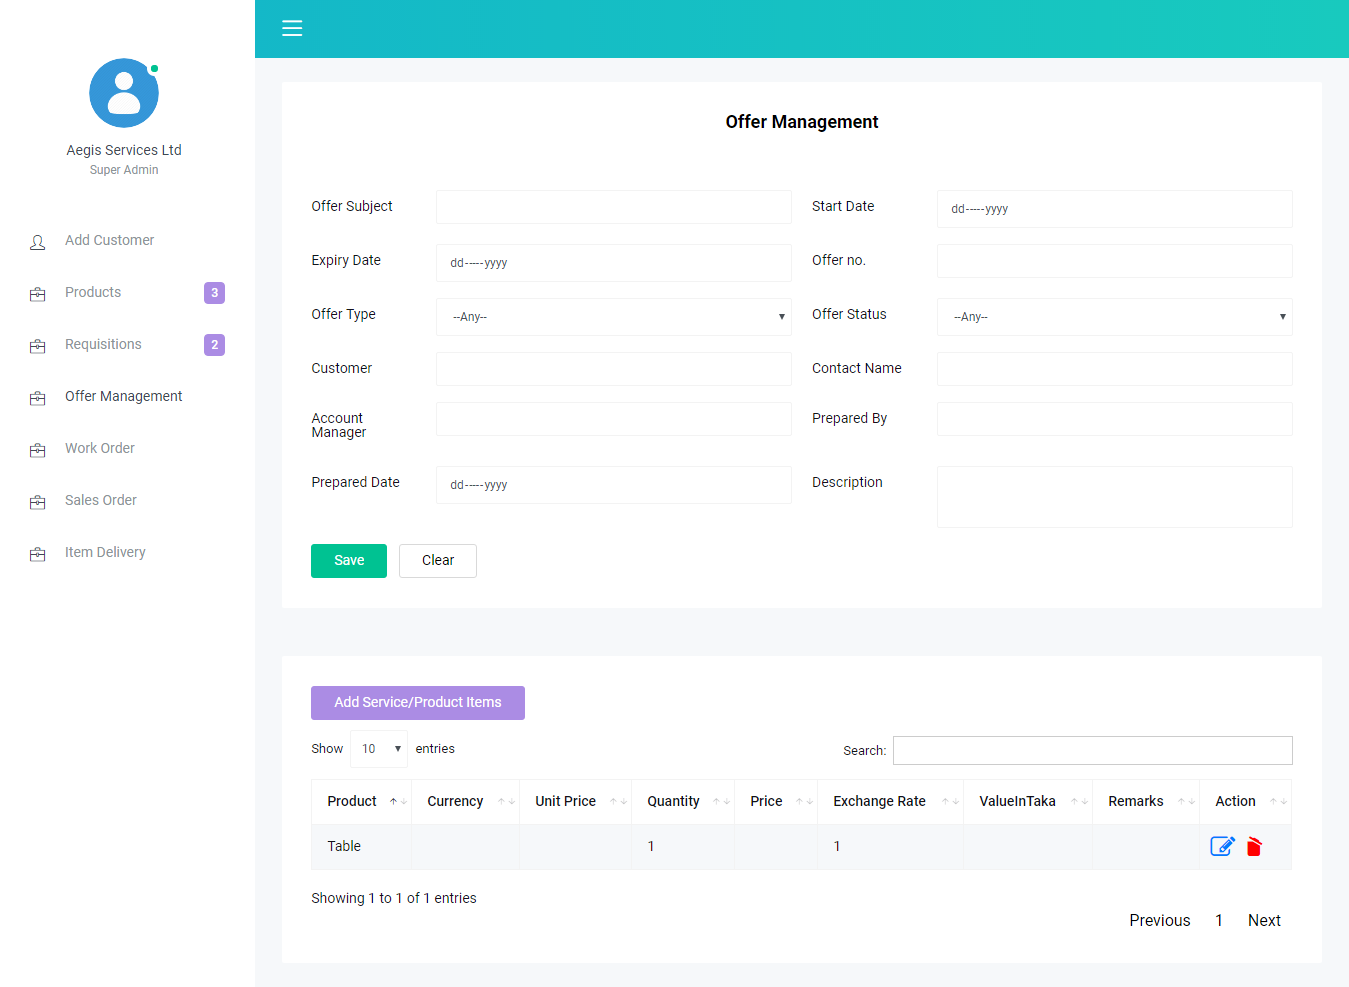 Aegis Services Ltd
Super Admin
Add Customer
Products 3
Requisitions 2
Offer Management
Work Order
Sales Order
Item Delivery
Offer Management
Offer Subject
Start Date dd-----yyyy
Expiry Date dd-----yyyy
Offer no.
Offer Type --Any--
Offer Status --Any--
Customer
Contact Name
Account
Manager
Prepared By
Prepared Date dd-----yyyy
Description
Save Clear
Add Service/Product Items
Show 10 entries
Search:
Product Currency Unit Price Quantity Price Exchange Rate ValueInTaka Remarks Action
Table 1 1
Showing 1 to 1 of 1 entries
Previous 1 Next